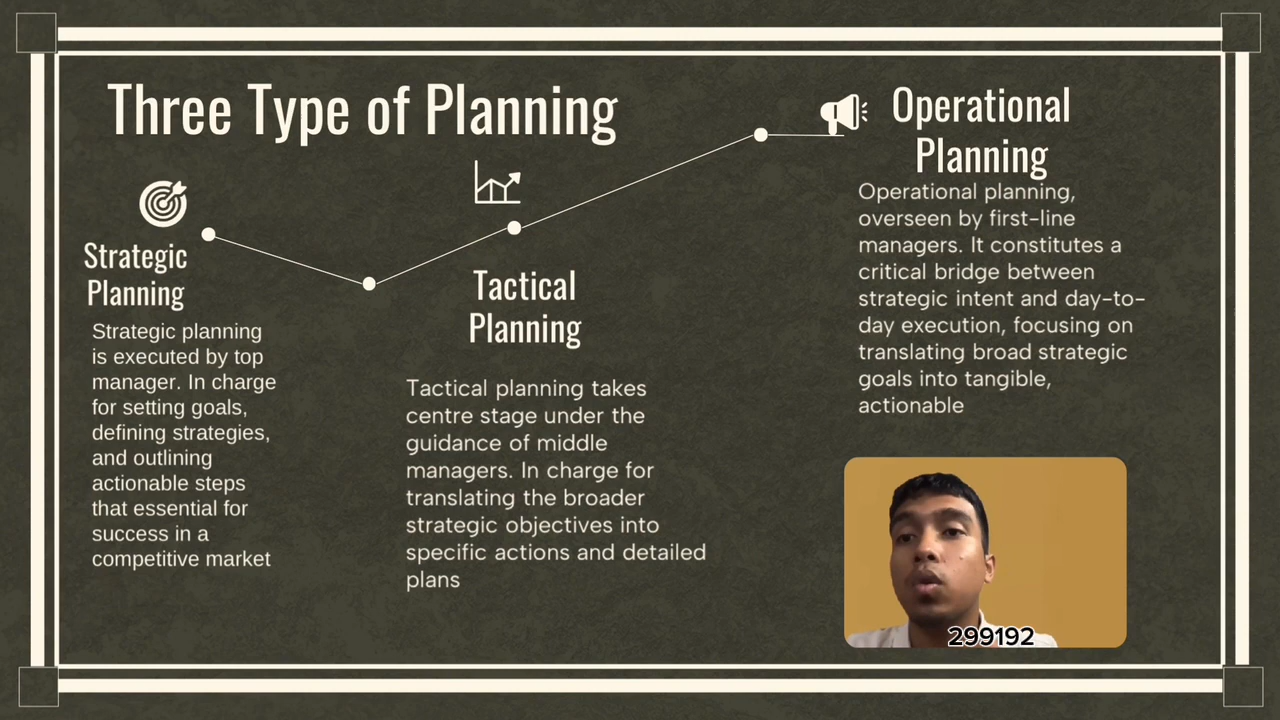 Three Type of Planning
Strategic
Planning
Strategic planning
is executed by top
manager. In charge
for setting goals,
defining strategies,
and outlining
actionable steps
that essential for
success in a
competitive market
Tactical
Planning
Tactical planning takes
centre stage under the
guidance of middle
managers. In charge for
translating the broader
strategic objectives into
specific actions and detailed
plans
Operational
Planning
Operational planning,
overseen by first-line
managers. It constitutes a
critical bridge between
strategic intent and day-to-
day execution, focusing on
translating broad strategic
goals into tangible,
actionable
299192